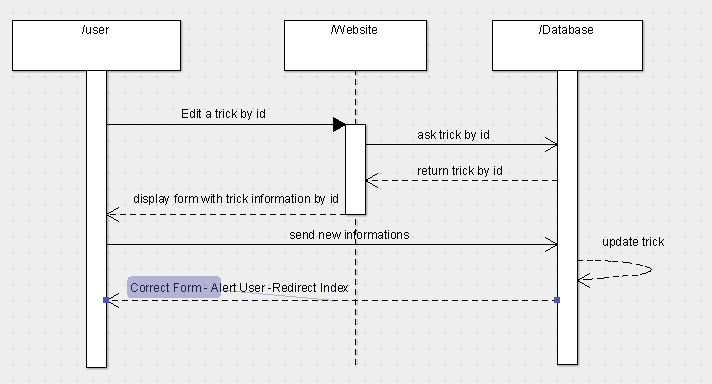 /user
/Website
/Database
Edit a trick by id
ask trick by id
return trick by id
display form with trick information by id
send new informations
update trick
Correct Form - Alert User -Redirect Index